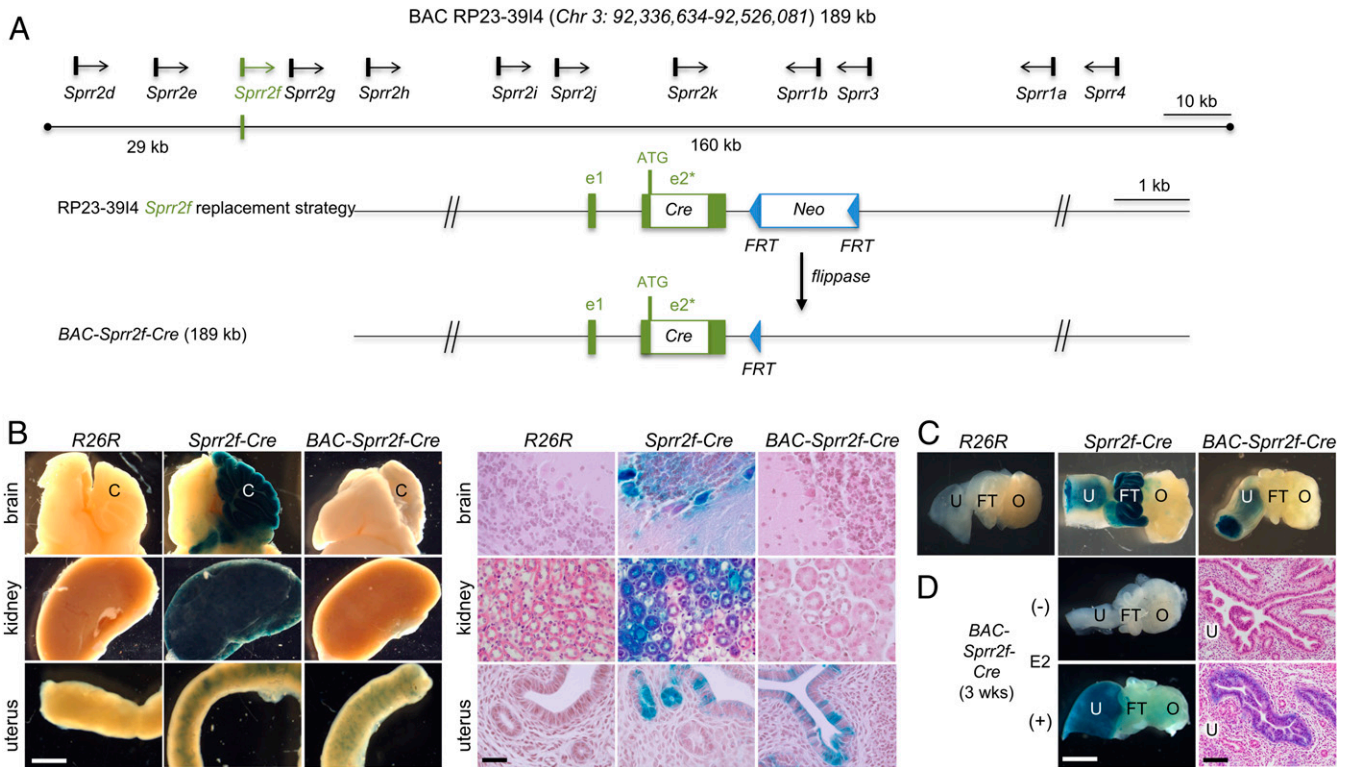 A
BAC RP23-39I4 (Chr 3: 92,336,634-92,526,081) 189 kb
Sprr2d Sprr2e Sprr2f Sprr2g Sprr2h Sprr2i Sprr2j Sprr2k Sprr1b Sprr3 Sprr1a Sprr4
10 kb
29 kb 160 kb
ATG
e1 e2* 1 kb
RP23-39I4 Sprr2f replacement strategy Cre Neo
FRT FRT
flippase
ATG
e1 e2*
BAC-Sprr2f-Cre (189 kb) Cre
FRT
B
R26R Sprr2f-Cre BAC-Sprr2f-Cre
brain C C C
kidney
uterus
R26R Sprr2f-Cre BAC-Sprr2f-Cre
C
R26R Sprr2f-Cre BAC-Sprr2f-Cre
U FT O U FT O U FT O
D
BAC-Sprr2f-Cre (3 wks)
E2
(-) U FT O U
(+) U FT O U